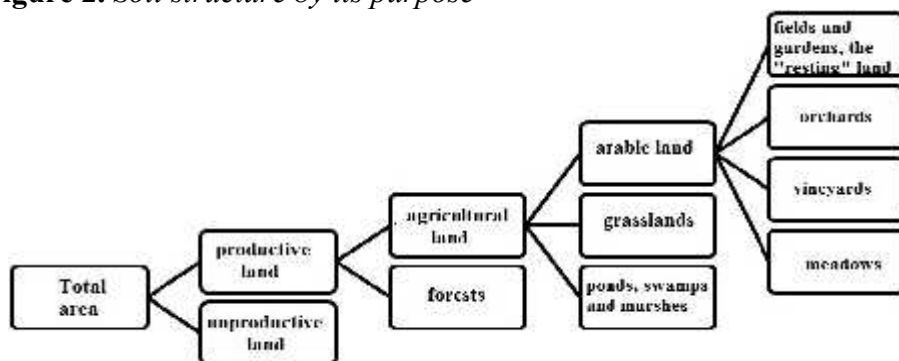 Figure 2. Soil structure by its purpose
fields and
gardens, the
"resting" land
orchards
arable land
vineyards
agricultural
land
grasslands
productive
land
meadows
Total
area
forests
ponds, swamps
and marshes
unproductive
land